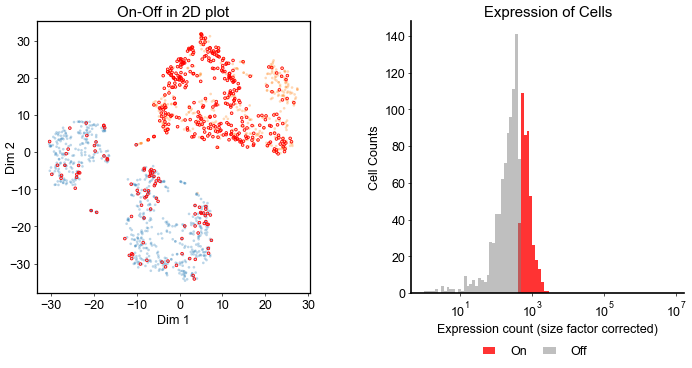 On-Off in 2D plot
30
20
10
0
−10
−20
−30
Dim 2
−30 −20 −10 0 10 20 30
Dim 1
Expression of Cells
140
120
100
80
60
40
20
0
Cell Counts
10^1 10^3 10^5 10^7
Expression count (size factor corrected)
On Off